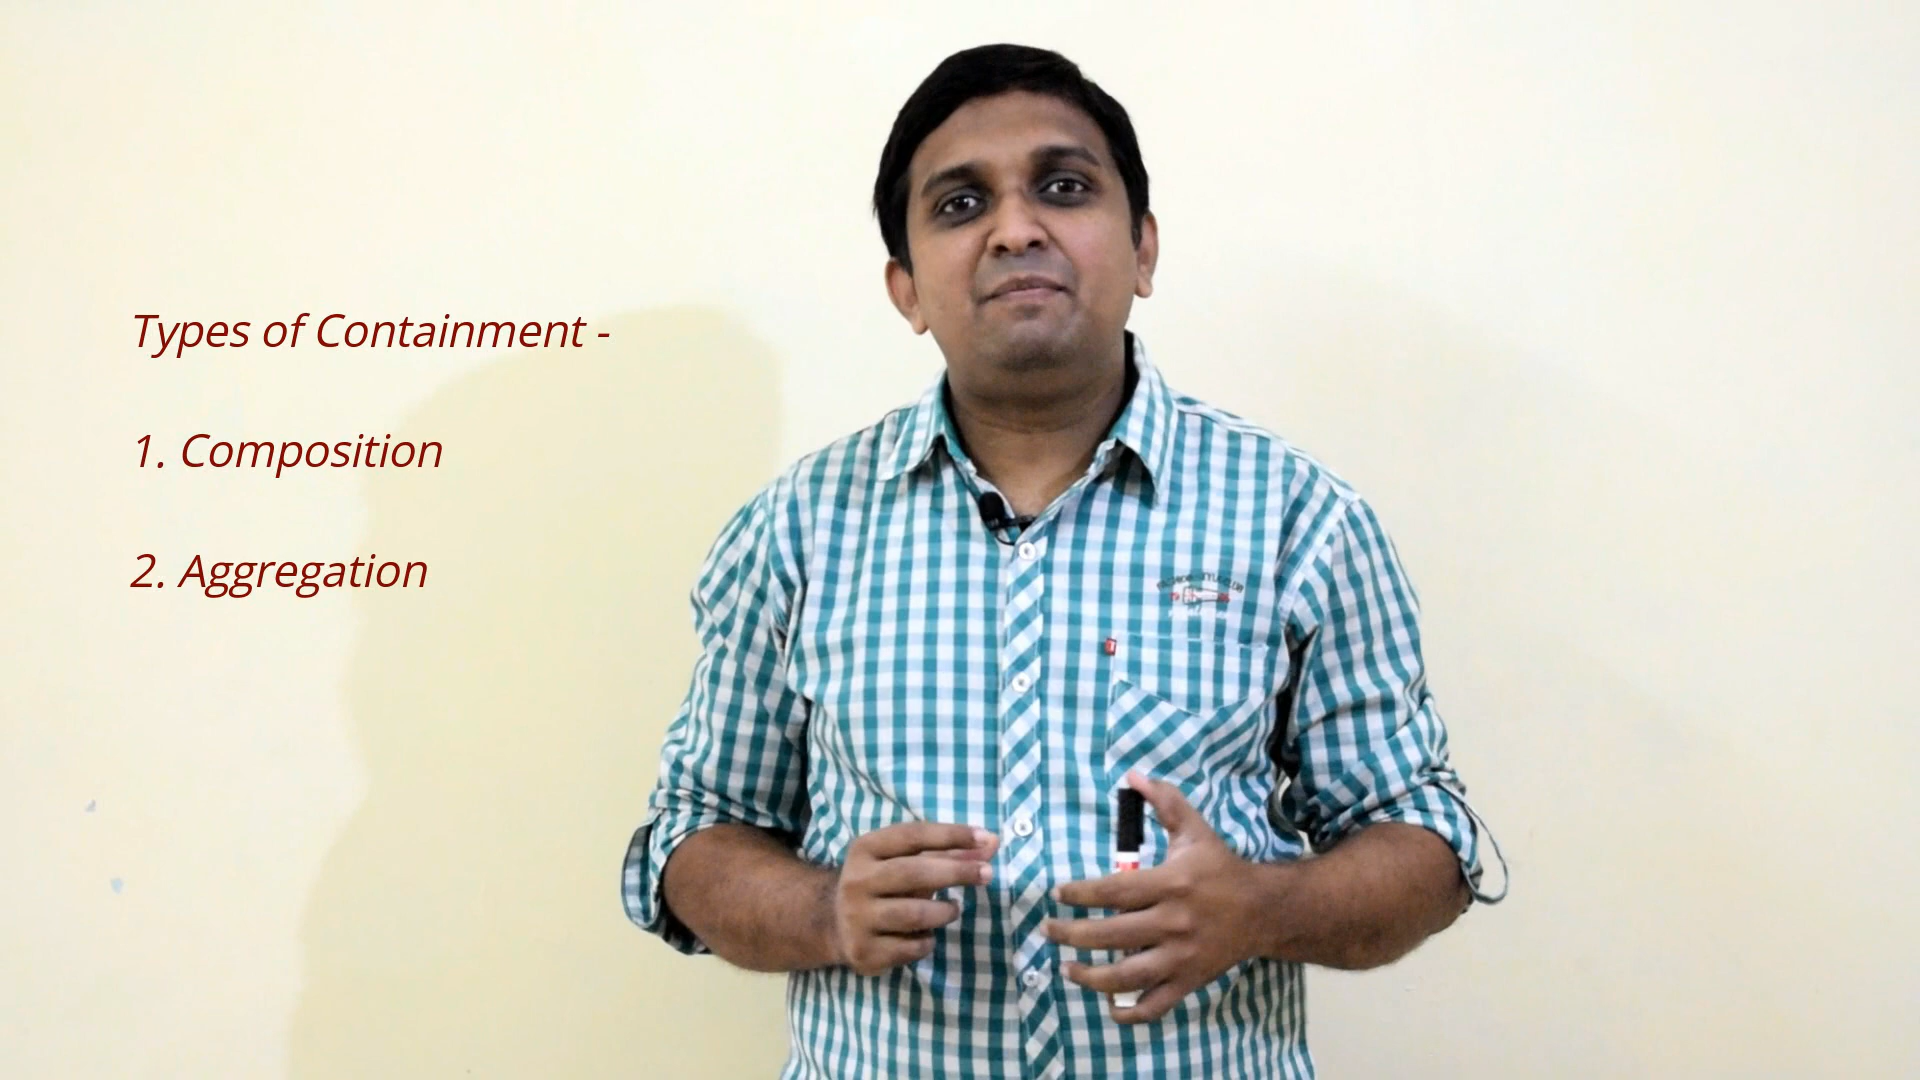 Types of Containment -
1. Composition
2. Aggregation